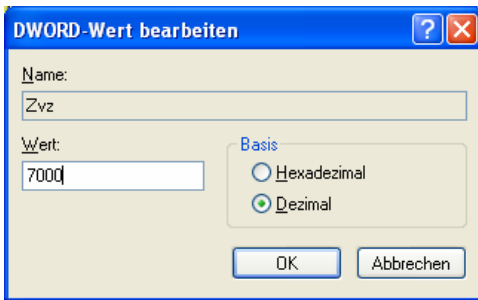 DWORD-Wert bearbeiten
Name:
Zvz
Wert:
7000
Basis
Hexadezimal
Dezimal
OK
Abbrechen